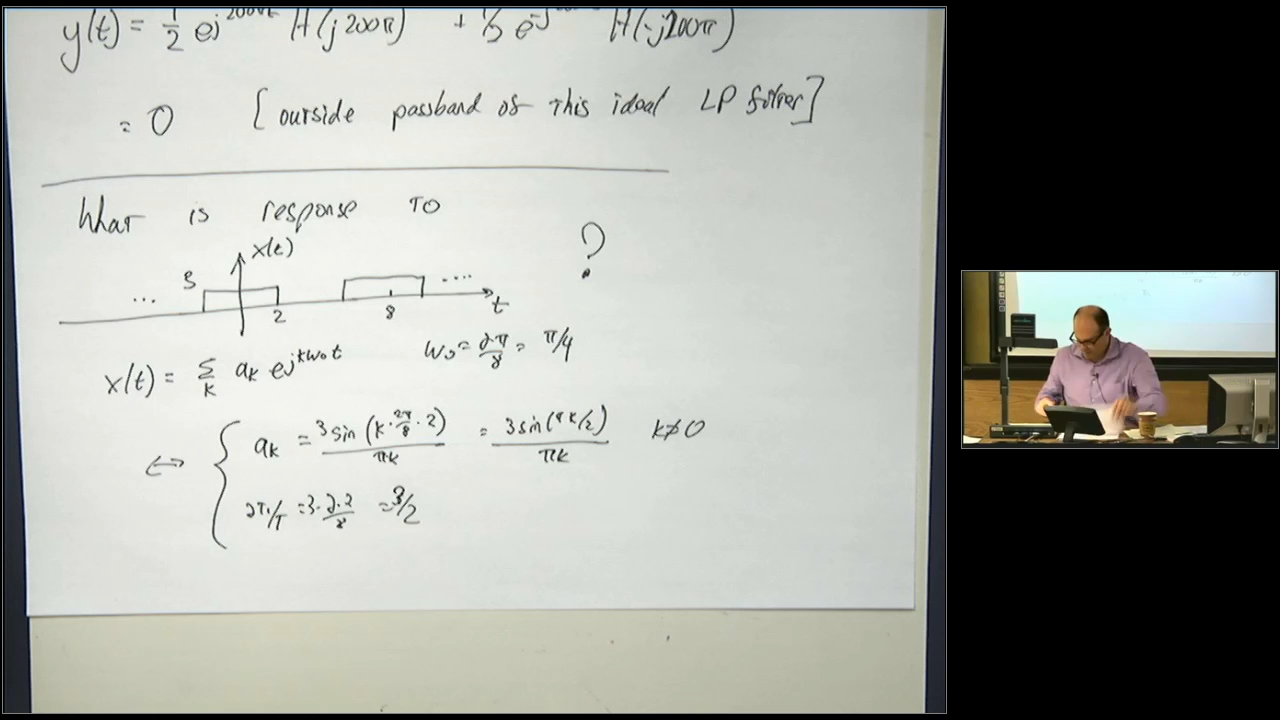 y(t) = 1/2 e^{j200πt} H(j200π) + 1/2 e^{-j} H(-j200π)
= 0 [outside passband of this ideal LP filter]
What is response to
?
x(t)
3
...
....
2
8
t
x(t) = Σ_k a_k e^{jkω₀t} ω₀ = 2π/8 = π/4
↔ { a_k = 3 sin(k·2π/8·2)/πk = 3 sin(πk/2)/πk k≠0
2T₁/T = 3·2·2/8 = 3/2